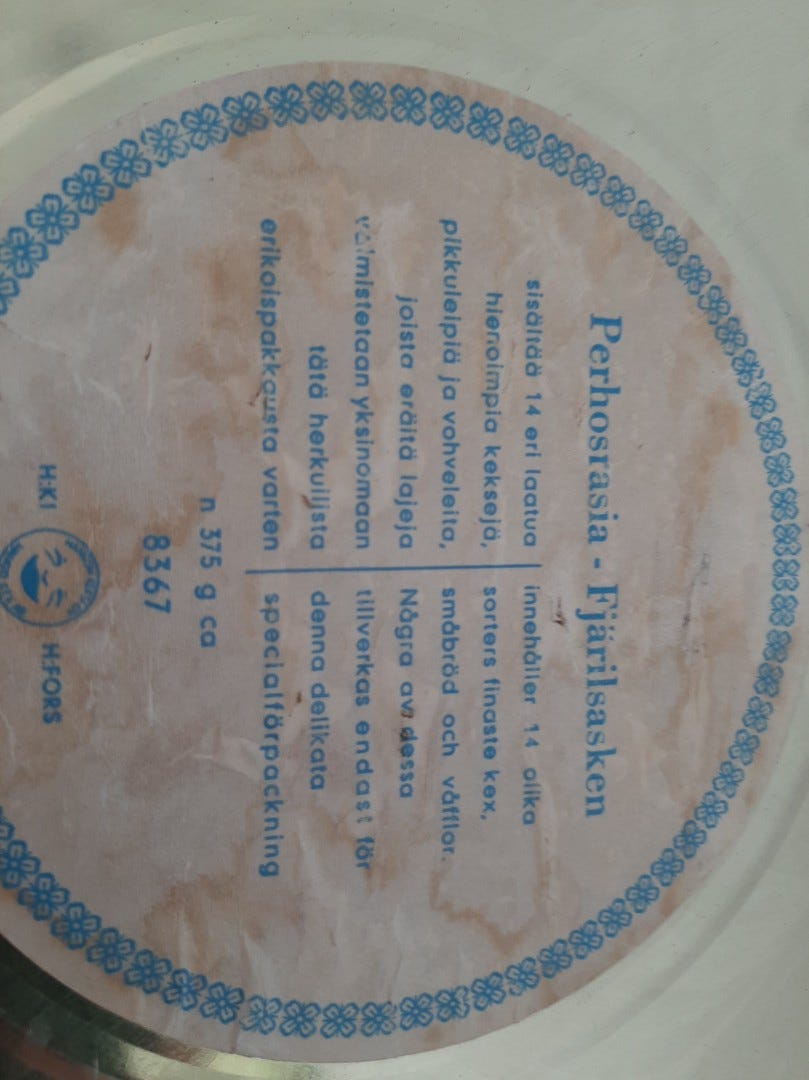 Perhosrasia - Fjärilsasken
sisältää 14 eri laatua
hienoimpia keksejä,
pikkuleipiä ja vohveleita,
joista eräitä lajeja
valmistetaan yksinomaan
tätä herkullista
erikoispakkausta varten
innehåller 14 olika
sorters finaste kex,
småbröd och våfflor.
Några av dessa
tillverkas endast för
denna delikata
specialförpackning
n 375 g ca
8367
H:KI H:FORS